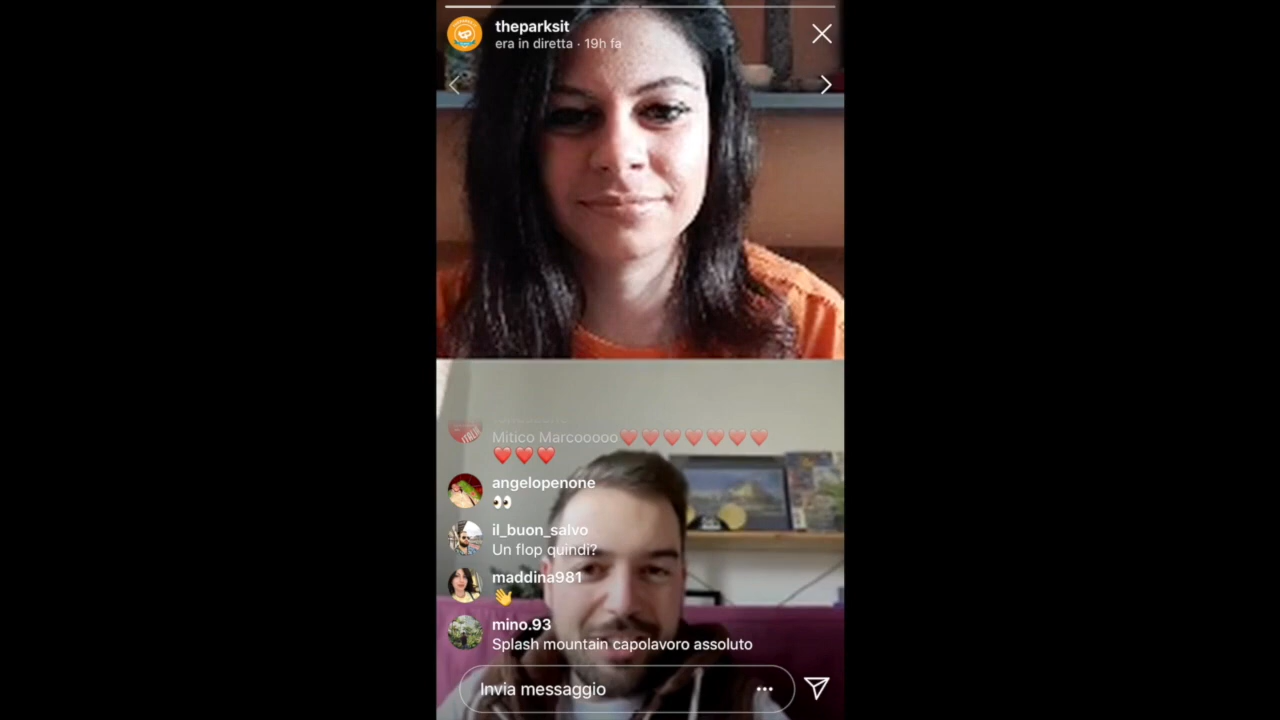 theparksit
era in diretta · 19h fa
Mitico Marcooooo❤️❤️❤️❤️❤️❤️❤️
❤️❤️❤️
angelopenone
👀
il_buon_salvo
Un flop quindi?
maddina981
👋
mino.93
Splash mountain capolavoro assoluto
Invia messaggio